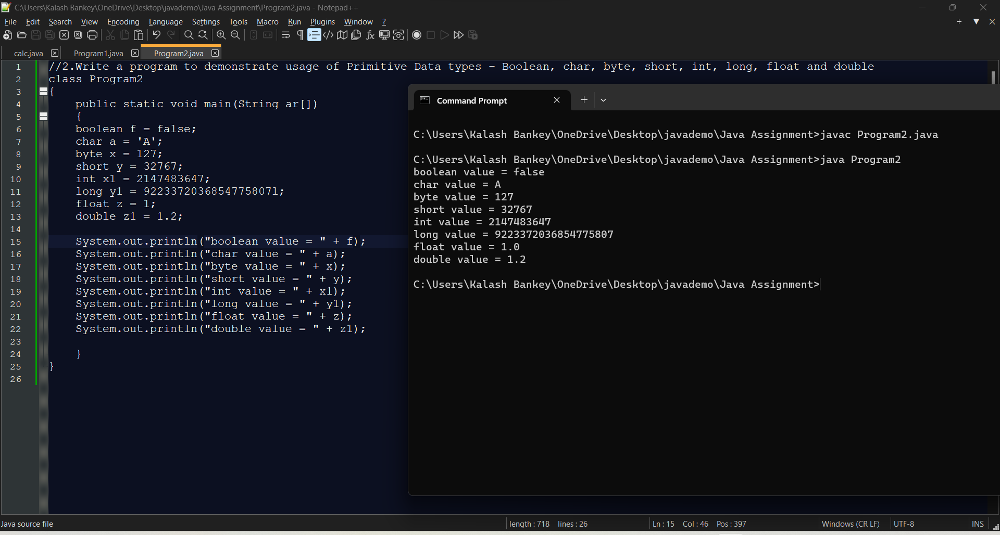 C:\Users\Kalash Bankey\OneDrive\Desktop\javademo\Java Assignment\Program2.java - Notepad++
File Edit Search View Encoding Language Settings Tools Macro Run Plugins Window ?
calc.java Program1.java Program2.java
1 //2.Write a program to demonstrate usage of Primitive Data types – Boolean, char, byte, short, int, long, float and double
2 class Program2
3 {
4 public static void main(String ar[])
5 {
6 boolean f = false;
7 char a = 'A';
8 byte x = 127;
9 short y = 32767;
10 int x1 = 2147483647;
11 long y1 = 9223372036854775807l;
12 float z = 1;
13 double z1 = 1.2;
14
15 System.out.println("boolean value = " + f);
16 System.out.println("char value = " + a);
17 System.out.println("byte value = " + x);
18 System.out.println("short value = " + y);
19 System.out.println("int value = " + x1);
20 System.out.println("long value = " + y1);
21 System.out.println("float value = " + z);
22 System.out.println("double value = " + z1);
23
24 }
25 }
26
Command Prompt
C:\Users\Kalash Bankey\OneDrive\Desktop\javademo\Java Assignment>javac Program2.java
C:\Users\Kalash Bankey\OneDrive\Desktop\javademo\Java Assignment>java Program2
boolean value = false
char value = A
byte value = 127
short value = 32767
int value = 2147483647
long value = 9223372036854775807
float value = 1.0
double value = 1.2
C:\Users\Kalash Bankey\OneDrive\Desktop\javademo\Java Assignment>
Java source file length : 718 lines : 26 Ln : 15 Col : 46 Pos : 397 Windows (CR LF) UTF-8 INS